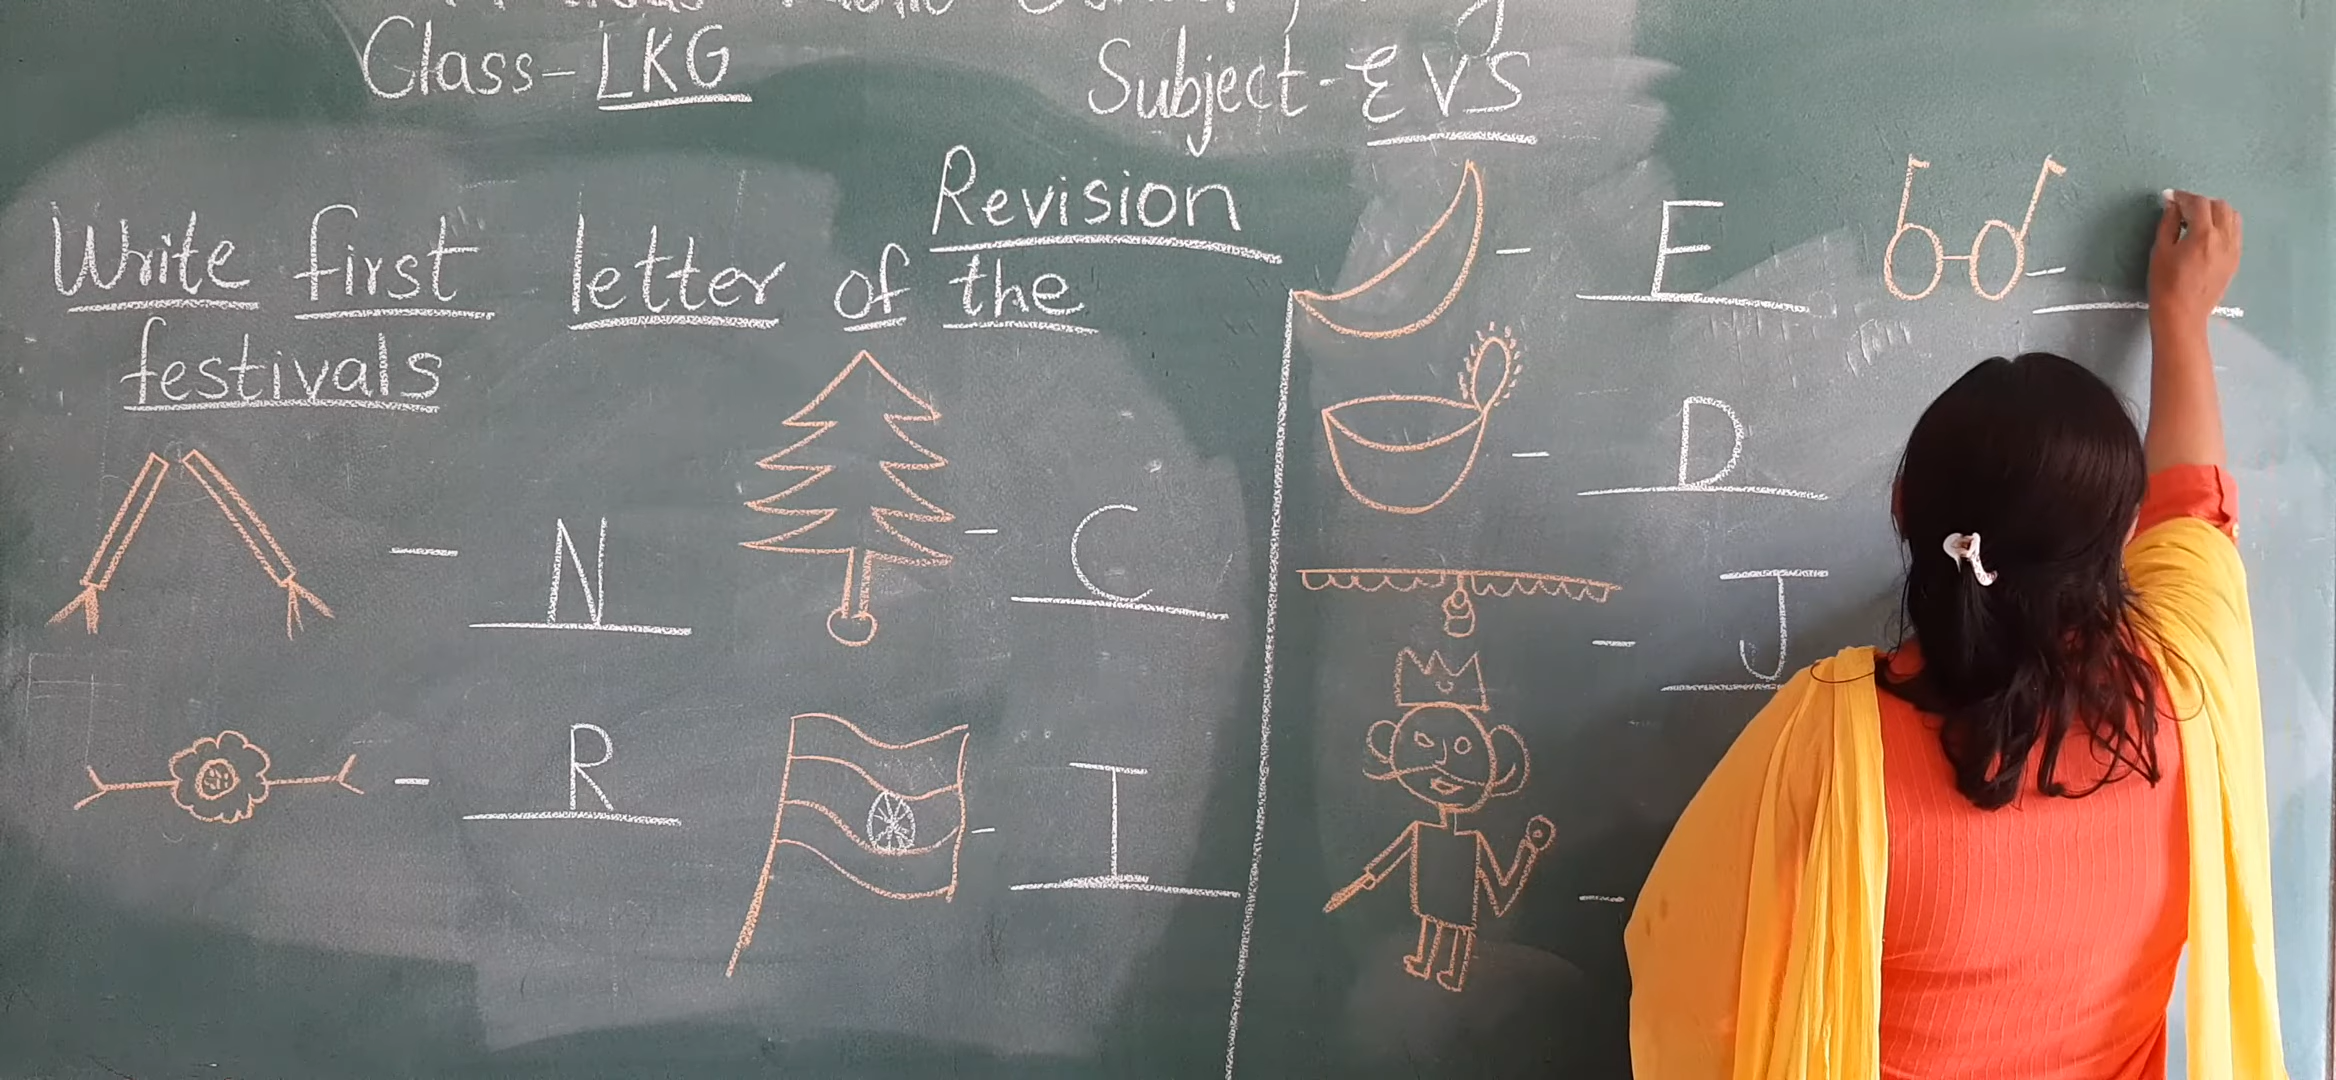 Class-LKG
Subject-EVS
Revision
Write first letter of the
festivals
- N
- C
- R
- I
- E
- D
- J
-
-